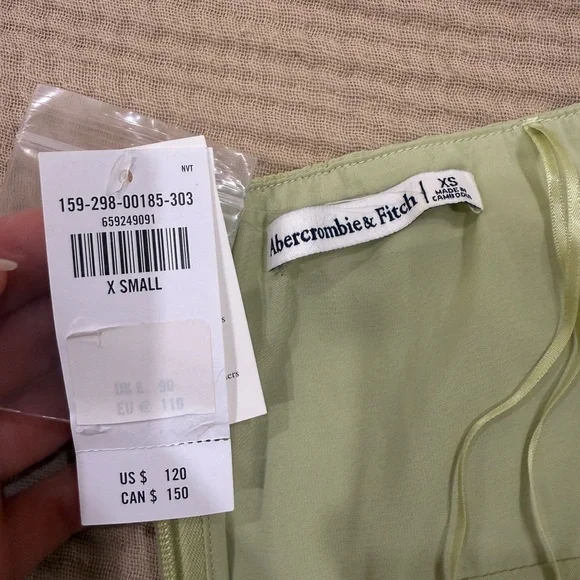 NVT
159-298-00185-303
659249091
X SMALL
UK £ 90
EU € 110
US $ 120
CAN $ 150
Abercrombie & Fitch
XS
MADE IN
CAMBODIA